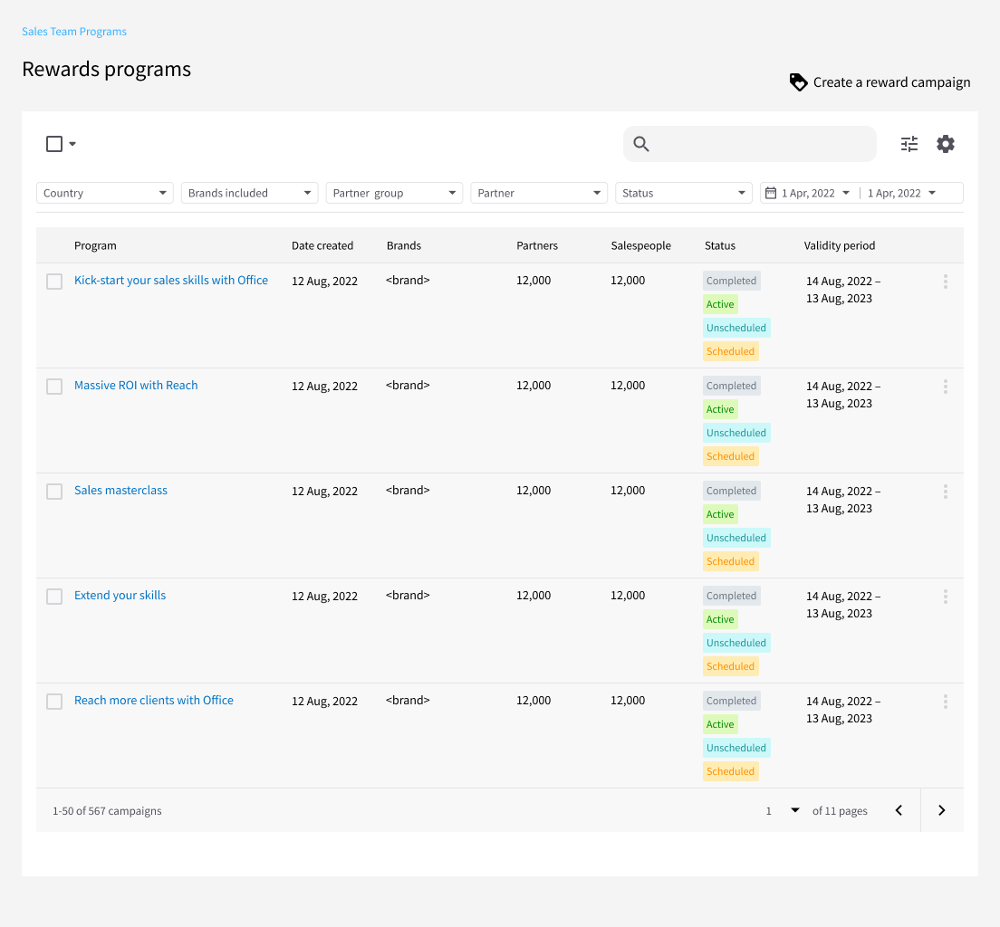 Sales Team Programs
Rewards programs
Create a reward campaign
Country
Brands included
Partner group
Partner
Status
1 Apr, 2022
1 Apr, 2022
Program Date created Brands Partners Salespeople Status Validity period
Kick-start your sales skills with Office 12 Aug, 2022 <brand> 12,000 12,000 Completed 14 Aug, 2022 –
13 Aug, 2023
Active
Unscheduled
Scheduled
Massive ROI with Reach 12 Aug, 2022 <brand> 12,000 12,000 Completed 14 Aug, 2022 –
13 Aug, 2023
Active
Unscheduled
Scheduled
Sales masterclass 12 Aug, 2022 <brand> 12,000 12,000 Completed 14 Aug, 2022 –
13 Aug, 2023
Active
Unscheduled
Scheduled
Extend your skills 12 Aug, 2022 <brand> 12,000 12,000 Completed 14 Aug, 2022 –
13 Aug, 2023
Active
Unscheduled
Scheduled
Reach more clients with Office 12 Aug, 2022 <brand> 12,000 12,000 Completed 14 Aug, 2022 –
13 Aug, 2023
Active
Unscheduled
Scheduled
1-50 of 567 campaigns
1 of 11 pages